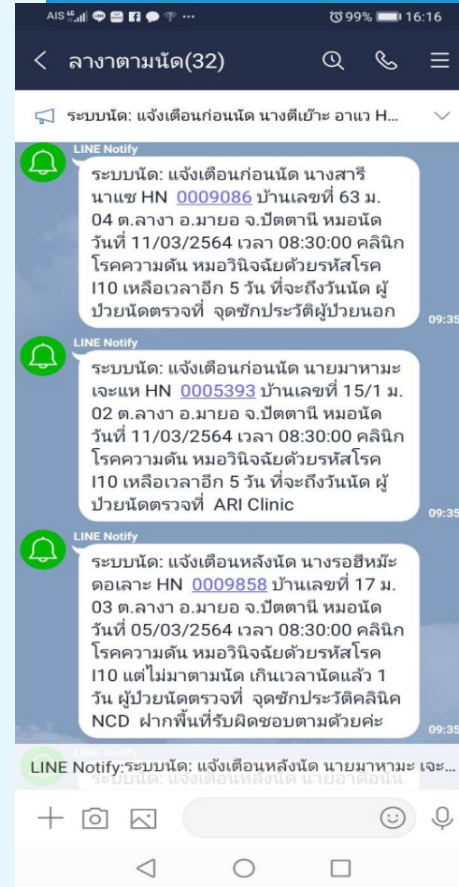 AIS 4G 99% 16:16
ลางาตามนัด(32)
ระบบนัด: แจ้งเตือนก่อนนัด นางตีเย๊าะ อาแว H...
LINE Notify
ระบบนัด: แจ้งเตือนก่อนนัด นางสารี
นาแซ HN 0009086 บ้านเลขที่ 63 ม.
04 ต.ลางา อ.มายอ จ.ปัตตานี หมอนัด
วันที่ 11/03/2564 เวลา 08:30:00 คลินิก
โรคความดัน หมอวินิจฉัยด้วยรหัสโรค
I10 เหลือเวลาอีก 5 วัน ที่จะถึงวันนัด ผู้
ป่วยนัดตรวจที่ จุดซักประวัติผู้ป่วยนอก
09:35
LINE Notify
ระบบนัด: แจ้งเตือนก่อนนัด นายมาหามะ
เจะแห HN 0005393 บ้านเลขที่ 15/1 ม.
02 ต.ลางา อ.มายอ จ.ปัตตานี หมอนัด
วันที่ 11/03/2564 เวลา 08:30:00 คลินิก
โรคความดัน หมอวินิจฉัยด้วยรหัสโรค
I10 เหลือเวลาอีก 5 วัน ที่จะถึงวันนัด ผู้
ป่วยนัดตรวจที่ ARI Clinic
09:35
LINE Notify
ระบบนัด: แจ้งเตือนหลังนัด นางรอฮีหม๊ะ
ดอเลาะ HN 0009858 บ้านเลขที่ 17 ม.
03 ต.ลางา อ.มายอ จ.ปัตตานี หมอนัด
วันที่ 05/03/2564 เวลา 08:30:00 คลินิก
โรคความดัน หมอวินิจฉัยด้วยรหัสโรค
I10 แต่ไม่มาตามนัด เกินเวลานัดแล้ว 1
วัน ผู้ป่วยนัดตรวจที่ จุดซักประวัติคลินิค
NCD ฝากพื้นที่รับผิดชอบตามด้วยค่ะ
09:35
LINE Notify:ระบบนัด: แจ้งเตือนหลังนัด นายมาหามะ เจะ...